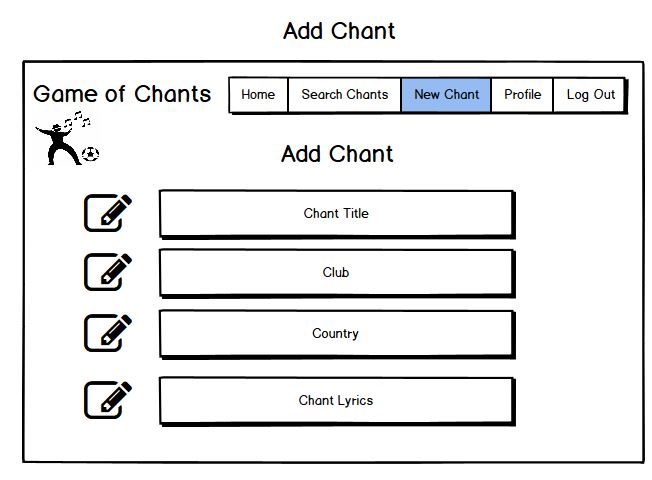 Add Chant
Game of Chants
Home Search Chants New Chant Profile Log Out
Add Chant
Chant Title
Club
Country
Chant Lyrics